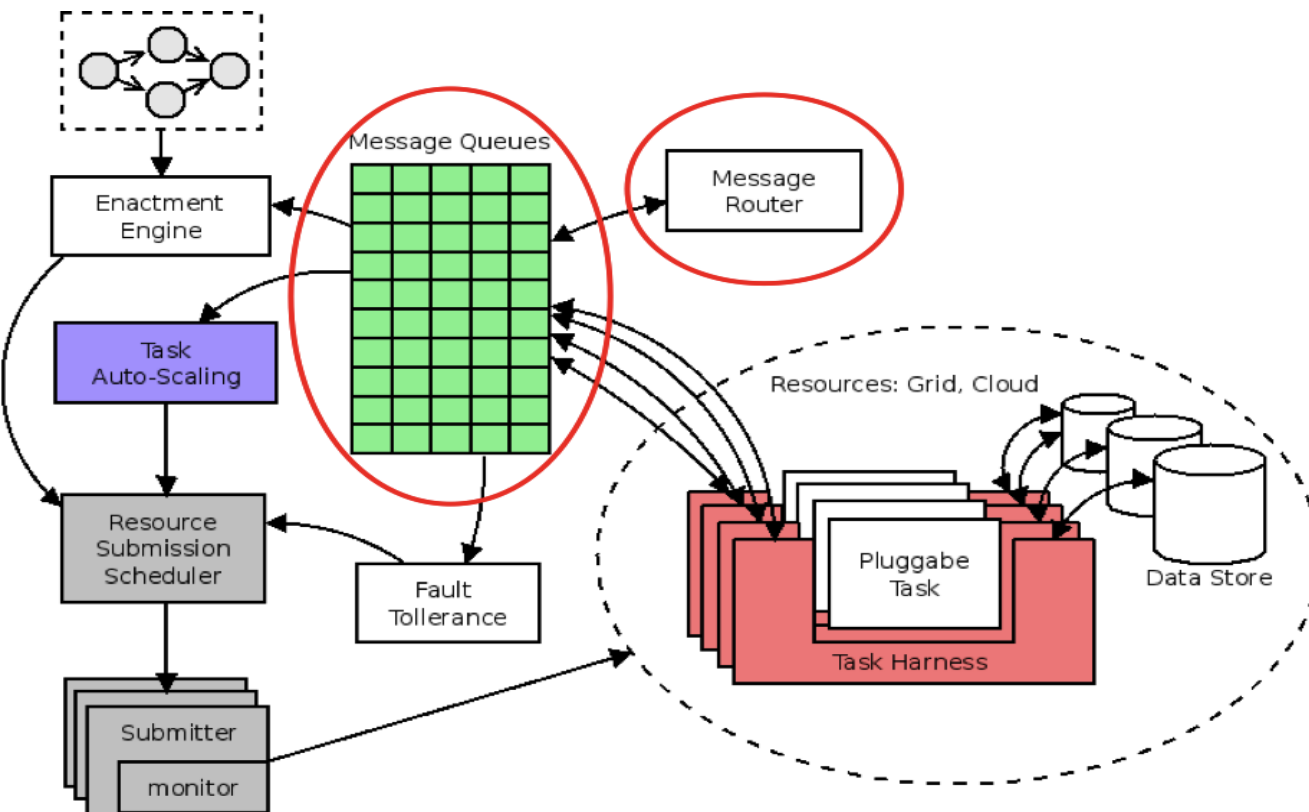 Message Queues
Message
Router
Enactment
Engine
Task
Auto-Scaling
Resources: Grid, Cloud
Resource
Submission
Scheduler
Fault
Tollerance
Pluggabe
Task
Data Store
Task Harness
Submitter
monitor